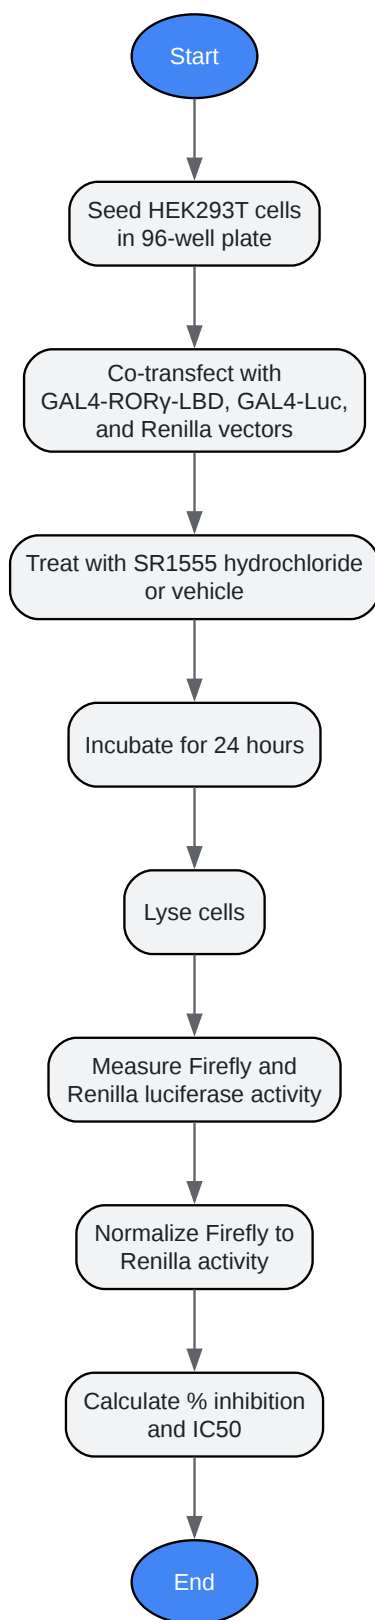 Start
Seed HEK293T cells
in 96-well plate
Co-transfect with
GAL4-RORγ-LBD, GAL4-Luc,
and Renilla vectors
Treat with SR1555 hydrochloride
or vehicle
Incubate for 24 hours
Lyse cells
Measure Firefly and
Renilla luciferase activity
Normalize Firefly to
Renilla activity
Calculate % inhibition
and IC50
End